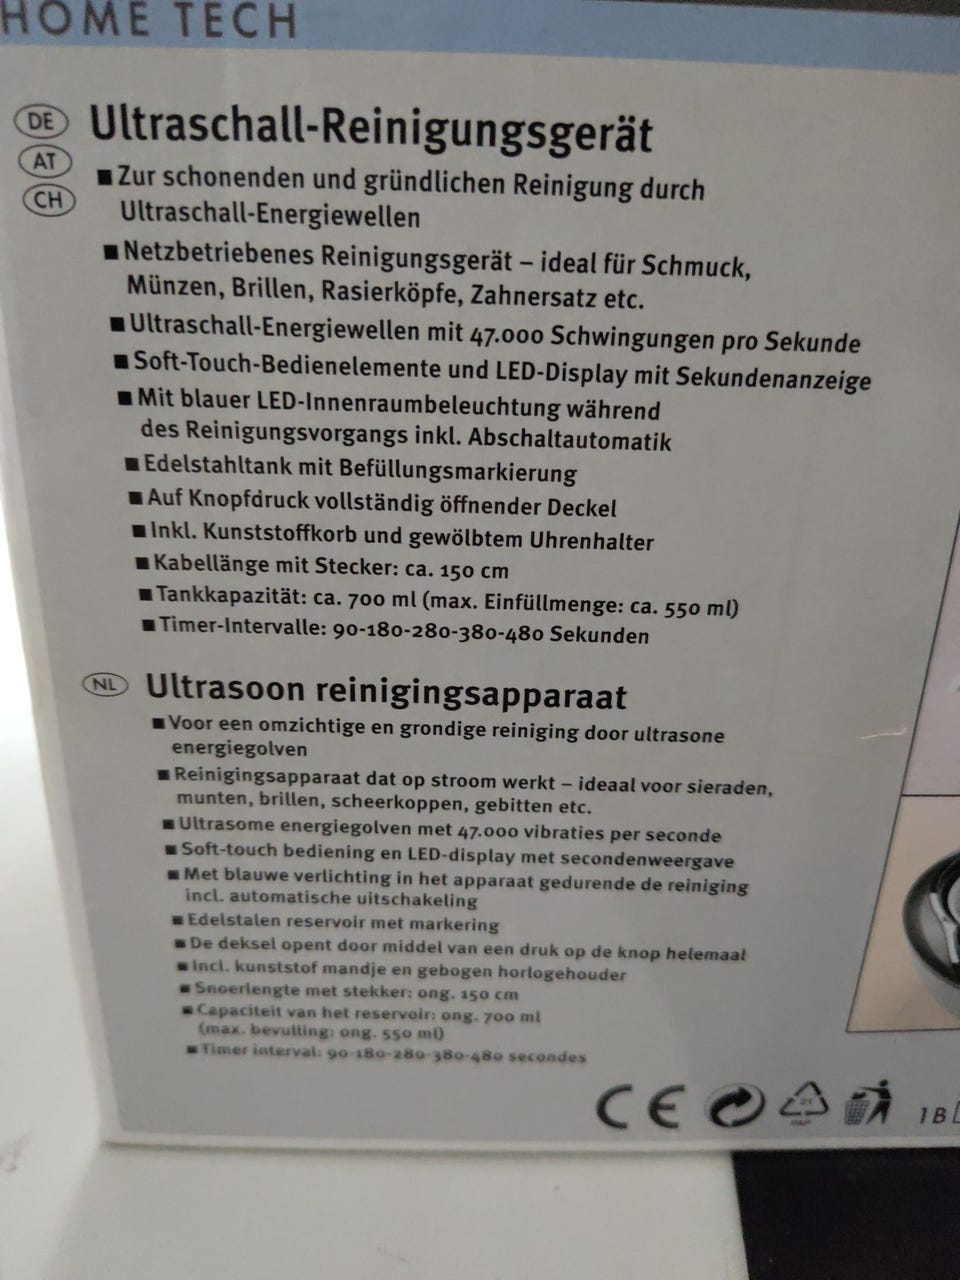 HOME TECH
DE
AT
CH
Ultraschall-Reinigungsgerät
■ Zur schonenden und gründlichen Reinigung durch
Ultraschall-Energiewellen
■ Netzbetriebenes Reinigungsgerät – ideal für Schmuck,
Münzen, Brillen, Rasierköpfe, Zahnersatz etc.
■ Ultraschall-Energiewellen mit 47.000 Schwingungen pro Sekunde
■ Soft-Touch-Bedienelemente und LED-Display mit Sekundenanzeige
■ Mit blauer LED-Innenraumbeleuchtung während
des Reinigungsvorgangs inkl. Abschaltautomatik
■ Edelstahltank mit Befüllungsmarkierung
■ Auf Knopfdruck vollständig öffnender Deckel
■ Inkl. Kunststoffkorb und gewölbtem Uhrenhalter
■ Kabellänge mit Stecker: ca. 150 cm
■ Tankkapazität: ca. 700 ml (max. Einfüllmenge: ca. 550 ml)
■ Timer-Intervalle: 90-180-280-380-480 Sekunden
NL
Ultrasoon reinigingsapparaat
■ Voor een omzichtige en grondige reiniging door ultrasone
energiegolven
■ Reinigingsapparaat dat op stroom werkt – ideaal voor sieraden,
munten, brillen, scheerkoppen, gebitten etc.
■ Ultrasome energiegolven met 47.000 vibraties per seconde
■ Soft-touch bediening en LED-display met secondenweergave
■ Met blauwe verlichting in het apparaat gedurende de reiniging
incl. automatische uitschakeling
■ Edelstalen reservoir met markering
■ De deksel opent door middel van een druk op de knop helemaal
■ Incl. kunststof mandje en gebogen horlogehouder
■ Snoerlengte met stekker: ong. 150 cm
■ Capaciteit van het reservoir: ong. 700 ml
(max. bevulling: ong. 550 ml)
■ Timer interval: 90-180-280-380-480 secondes
CE
21
PAP
1B